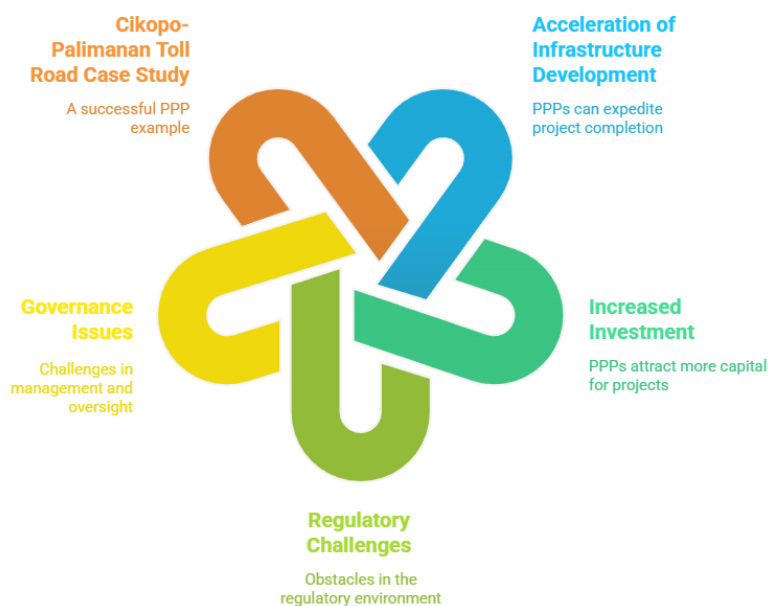 Cikopo-
Palimanan Toll
Road Case Study
A successful PPP
example
Acceleration of
Infrastructure
Development
PPPs can expedite
project completion
Governance
Issues
Challenges in
management and
oversight
Increased
Investment
PPPs attract more capital
for projects
Regulatory
Challenges
Obstacles in the
regulatory environment